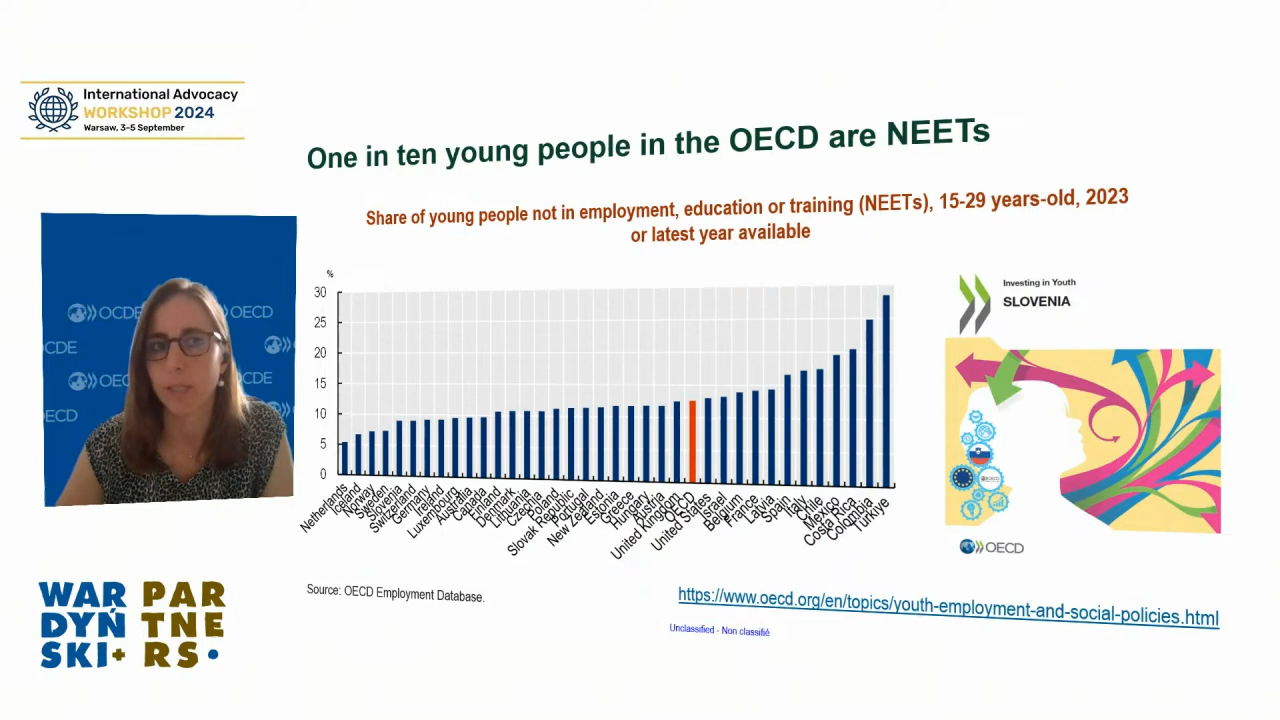 International Advocacy
WORKSHOP 2024
Warsaw, 3-5 September
One in ten young people in the OECD are NEETs
Share of young people not in employment, education or training (NEETs), 15-29 years-old, 2023
or latest year available
%
30
25
20
15
10
5
0
Netherlands
Iceland
Norway
Sweden
Slovenia
Switzerland
Germany
Ireland
Luxembourg
Australia
Canada
Finland
Denmark
Lithuania
Czechia
Poland
Slovak Republic
Portugal
New Zealand
Estonia
Greece
Hungary
Austria
United Kingdom
OECD
United States
Israel
Belgium
France
Latvia
Spain
Italy
Chile
Mexico
Costa Rica
Colombia
Türkiye
Source: OECD Employment Database.
https://www.oecd.org/en/topics/youth-employment-and-social-policies.html
Unclassified - Non classifié
Investing in Youth
SLOVENIA
OECD
OCDE
OECD
CDE
OEC
CDE
ECD
WAR PAR
DYŃ TNE
SKI+ RS•